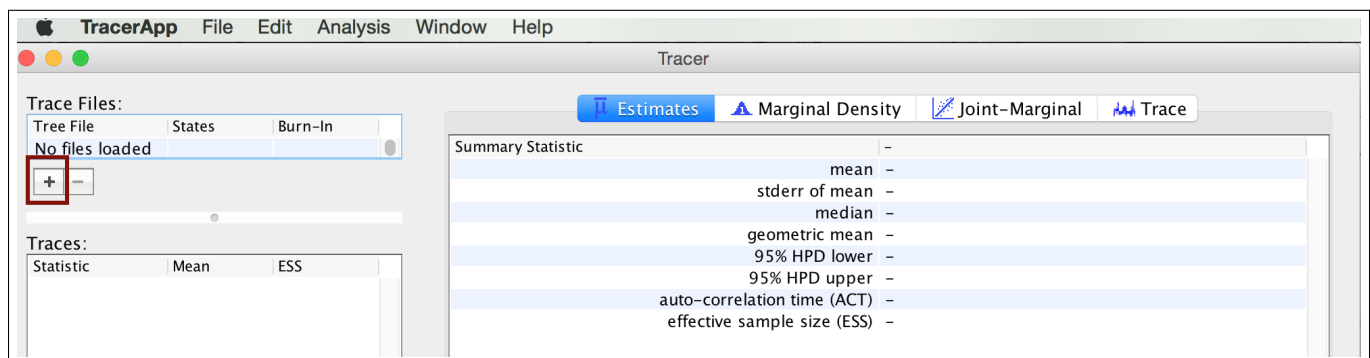 TracerApp File Edit Analysis Window Help
Tracer
Trace Files:
Tree File States Burn-In
No files loaded
+ −
Traces:
Statistic Mean ESS
μ Estimates Marginal Density Joint-Marginal Trace
Summary Statistic -
mean -
stderr of mean -
median -
geometric mean -
95% HPD lower -
95% HPD upper -
auto-correlation time (ACT) -
effective sample size (ESS) -